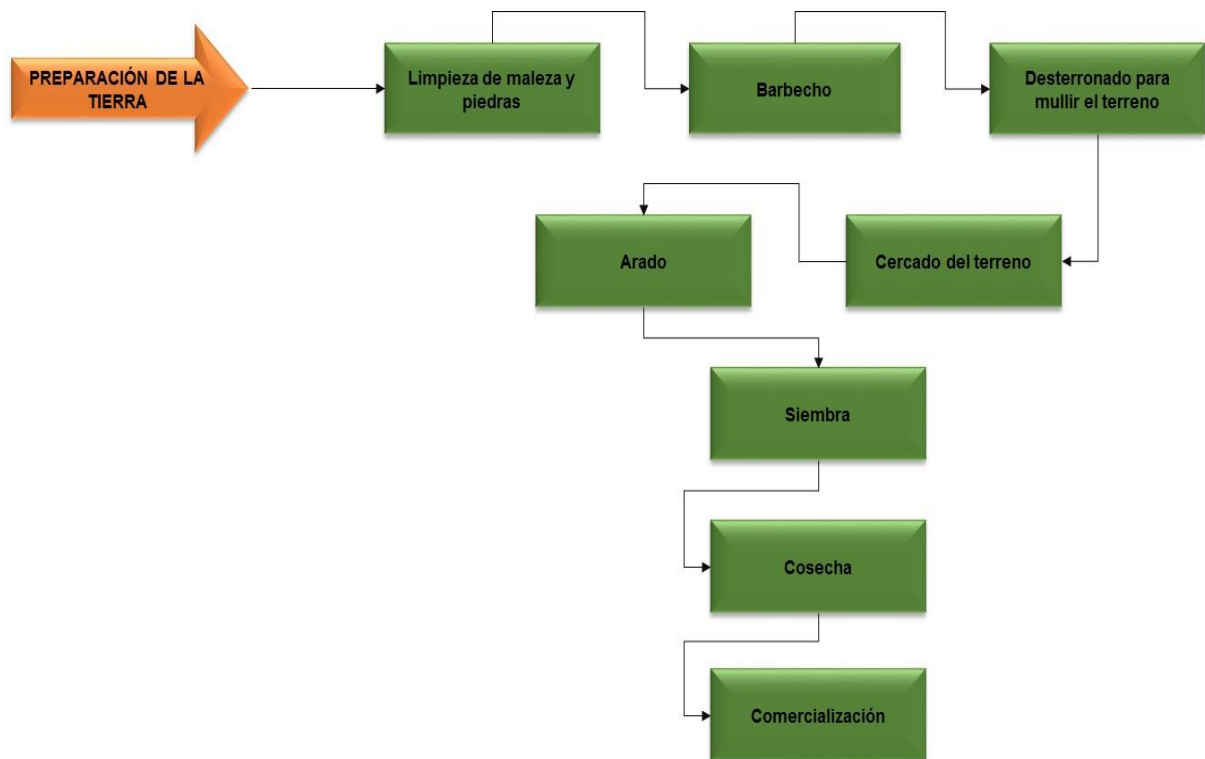 PREPARACIÓN DE LA
TIERRA
Limpieza de maleza y
piedras
Barbecho
Desterronado para
mullir el terreno
Arado
Cercado del terreno
Siembra
Cosecha
Comercialización